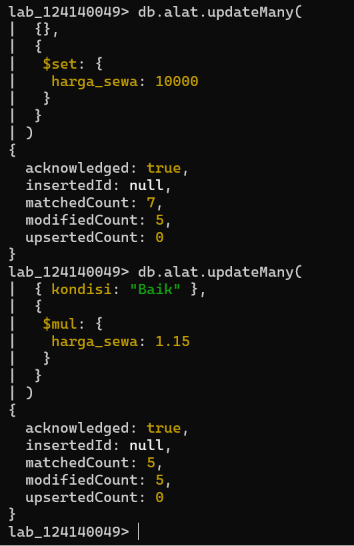 lab_124140049> db.alat.updateMany(
|  {},
|  {
|   $set: {
|    harga_sewa: 10000
|   }
|  }
| )
{
  acknowledged: true,
  insertedId: null,
  matchedCount: 7,
  modifiedCount: 5,
  upsertedCount: 0
}
lab_124140049> db.alat.updateMany(
|  { kondisi: "Baik" },
|  {
|   $mul: {
|    harga_sewa: 1.15
|   }
|  }
| )
{
  acknowledged: true,
  insertedId: null,
  matchedCount: 5,
  modifiedCount: 5,
  upsertedCount: 0
}
lab_124140049>